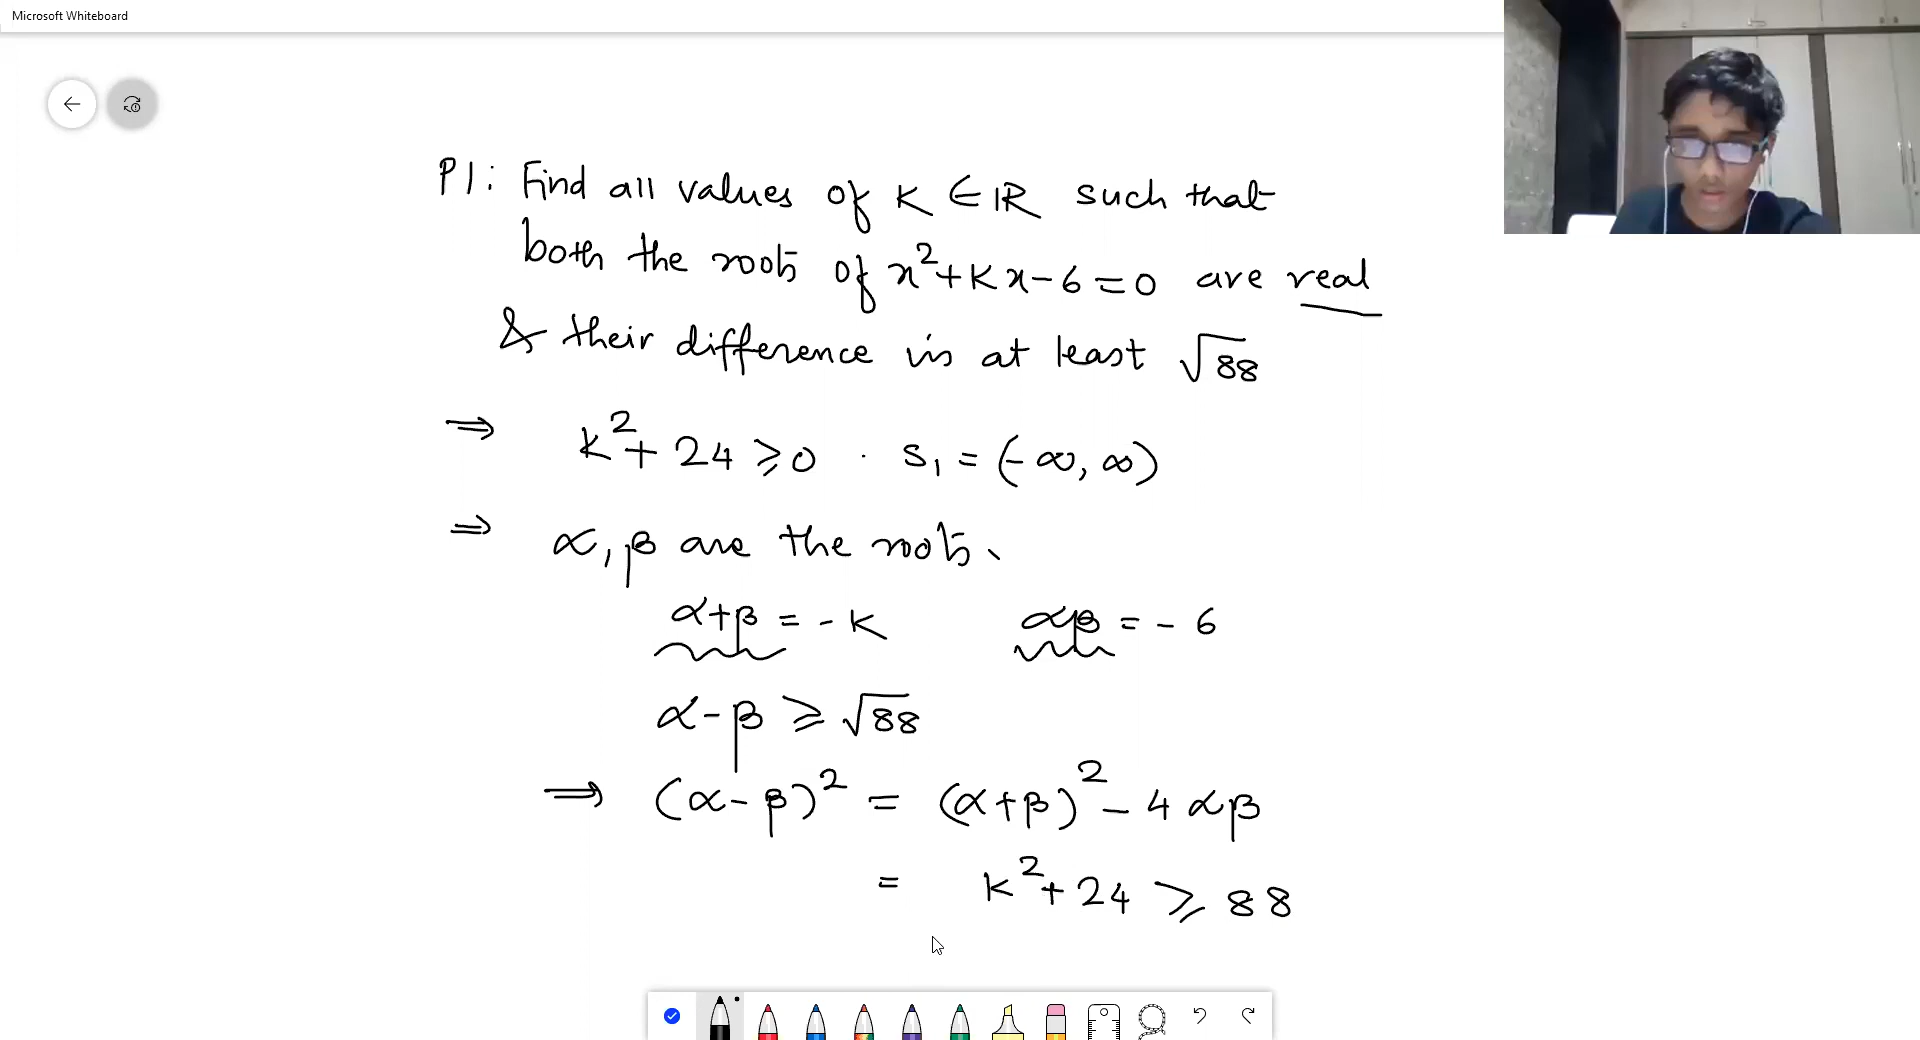 Microsoft Whiteboard
P1: Find all values of K ∈ ℝ such that
both the roots of x²+Kx-6=0 are real
& their difference is at least √88
⇒ K²+24 ≥ 0 . S₁ = (-∞, ∞)
⇒ α, β are the roots.
α+β = -K αβ = -6
α-β ≥ √88
⇒ (α-β)² = (α+β)² - 4αβ
= K²+24 ≥ 88